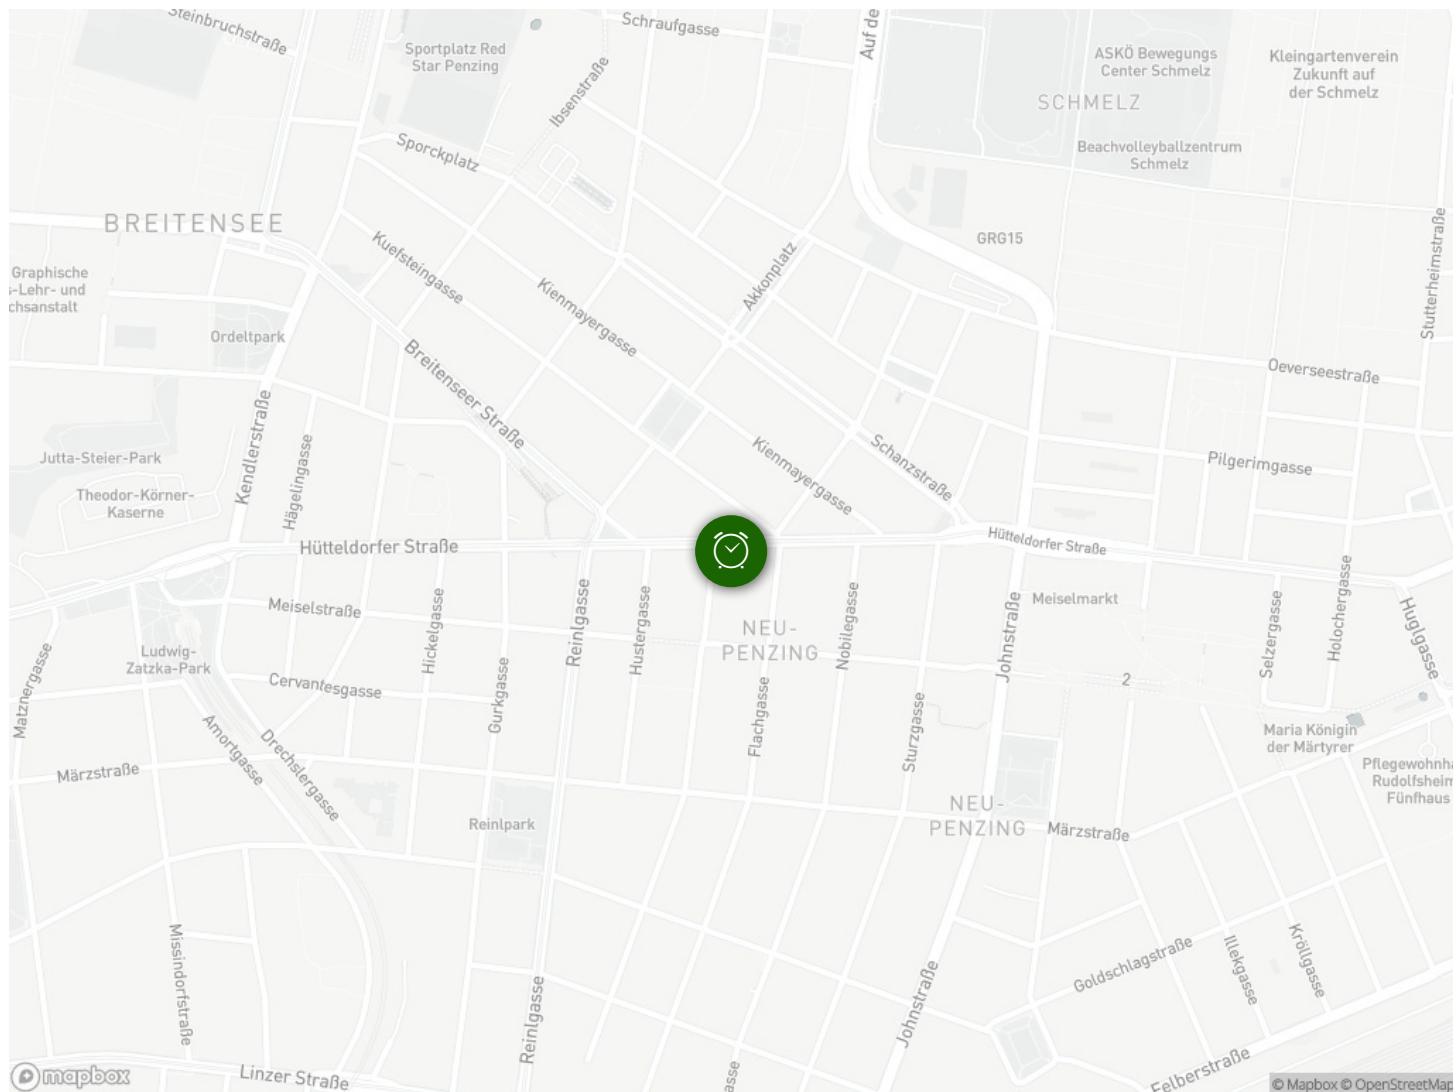 Steinbruchstraße
Schraufgasse
Auf de
Sportplatz Red
Star Penzing
Ibsenstraße
ASKÖ Bewegungs
Center Schmelz
Kleingartenverein
Zukunft auf
der Schmelz
SCHMELZ
Sporckplatz
Beachvolleyballzentrum
Schmelz
BREITENSEE
Kuefsteingasse
Akkonplatz
GRG15
Stutterheimstraße
Graphische
s-Lehr- und
chsanstalt
Kienmayergasse
Ordeltpark
Breitenseer Straße
Oeverseestraße
Kendlerstraße
Hägelingasse
Jutta-Steier-Park
Kienmayergasse
Schanzstraße
Pilgerimgasse
Theodor-Körner-
Kaserne
Hütteldorfer Straße
Hütteldorfer Straße
Meiselstraße
Hickelgasse
Reinlgasse
Hustergasse
Nobilegasse
Johnstraße
Meiselmarkt
Selzergasse
Holochergasse
Huglgasse
NEU-
PENZING
Ludwig-
Zatzka-Park
Matznergasse
Cervantesgasse
Gurkgasse
2
Flachgasse
Sturzgasse
Amortgasse
Drechslergasse
Maria Königin
der Märtyrer
Märzstraße
Pflegewohnha
Rudolfsheim
Fünfhaus
Reinlpark
NEU-
PENZING
Märzstraße
Missindorfstraße
Goldschlagstraße
Illekgasse
Kröllgasse
Reinlgasse
Johnstraße
mapbox
Linzer Straße
asse
Felberstraße
© Mapbox © OpenStreetMap